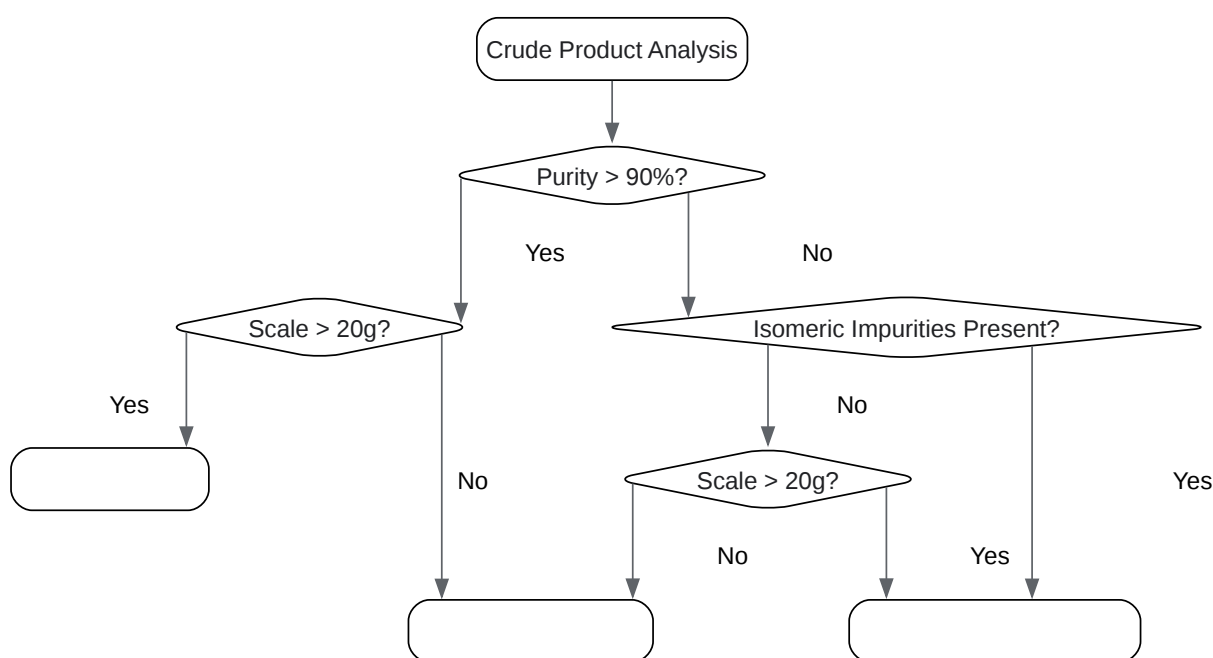 Crude Product Analysis
Purity > 90%?
Yes
No
Scale > 20g?
Isomeric Impurities Present?
Yes
No
No
Scale > 20g?
Yes
No
Yes